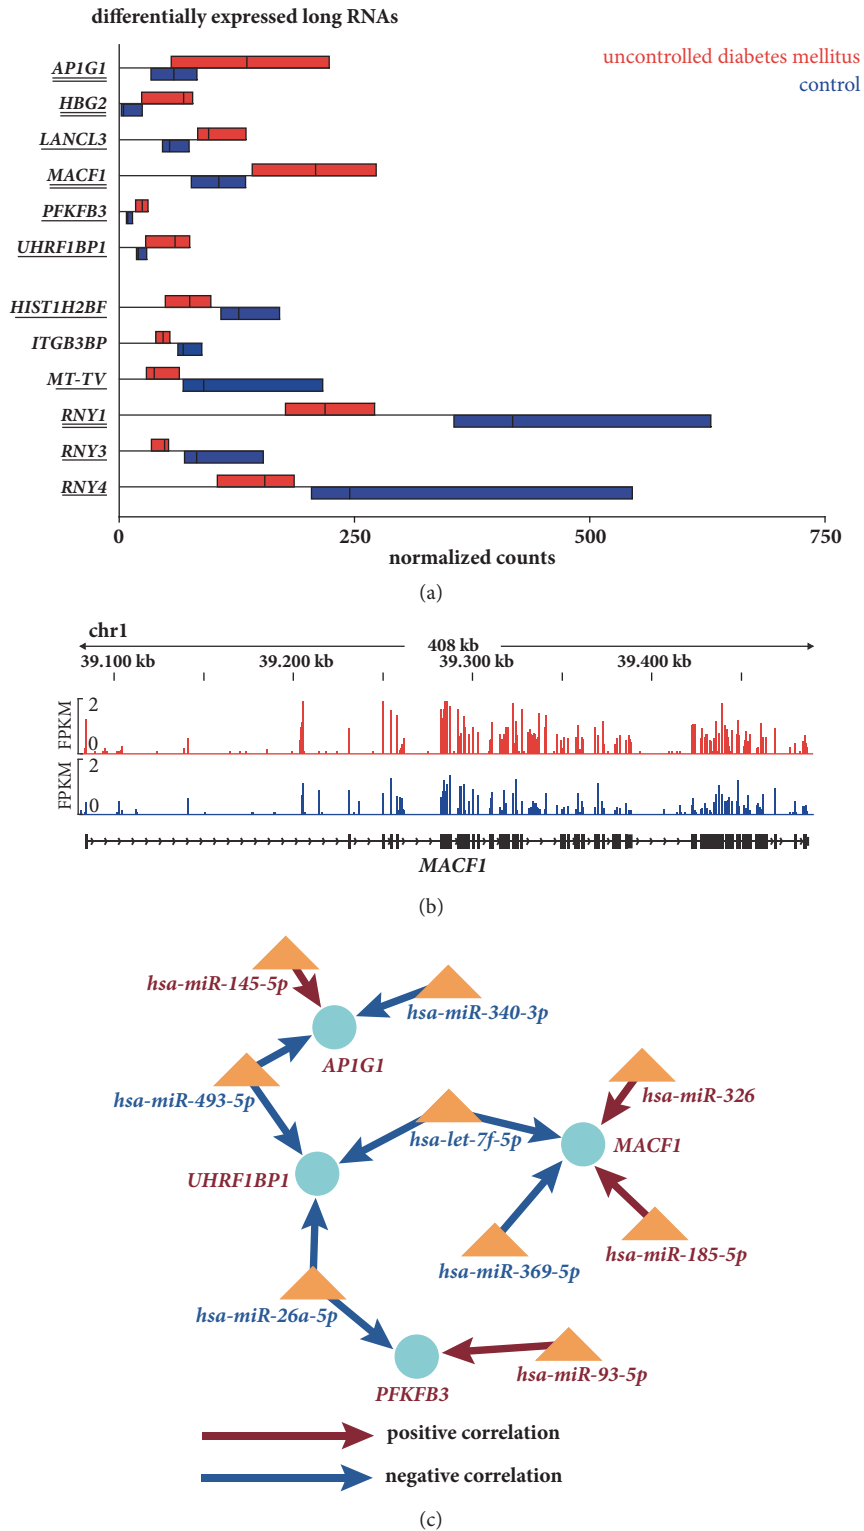 differentially expressed long RNAs
uncontrolled diabetes mellitus
control
AP1G1
HBG2
LANCL3
MACF1
PFKFB3
UHRF1BP1
HIST1H2BF
ITGB3BP
MT-TV
RNY1
RNY3
RNY4
0 250 500 750
normalized counts
(a)
chr1
408 kb
39.100 kb 39.200 kb 39.300 kb 39.400 kb
FPKM 2 0
FPKM 2 0
MACF1
(b)
hsa-miR-145-5p
hsa-miR-340-3p
AP1G1
hsa-miR-493-5p
hsa-miR-326
hsa-let-7f-5p
MACF1
UHRF1BP1
hsa-miR-185-5p
hsa-miR-369-5p
hsa-miR-26a-5p
hsa-miR-93-5p
PFKFB3
positive correlation
negative correlation
(c)